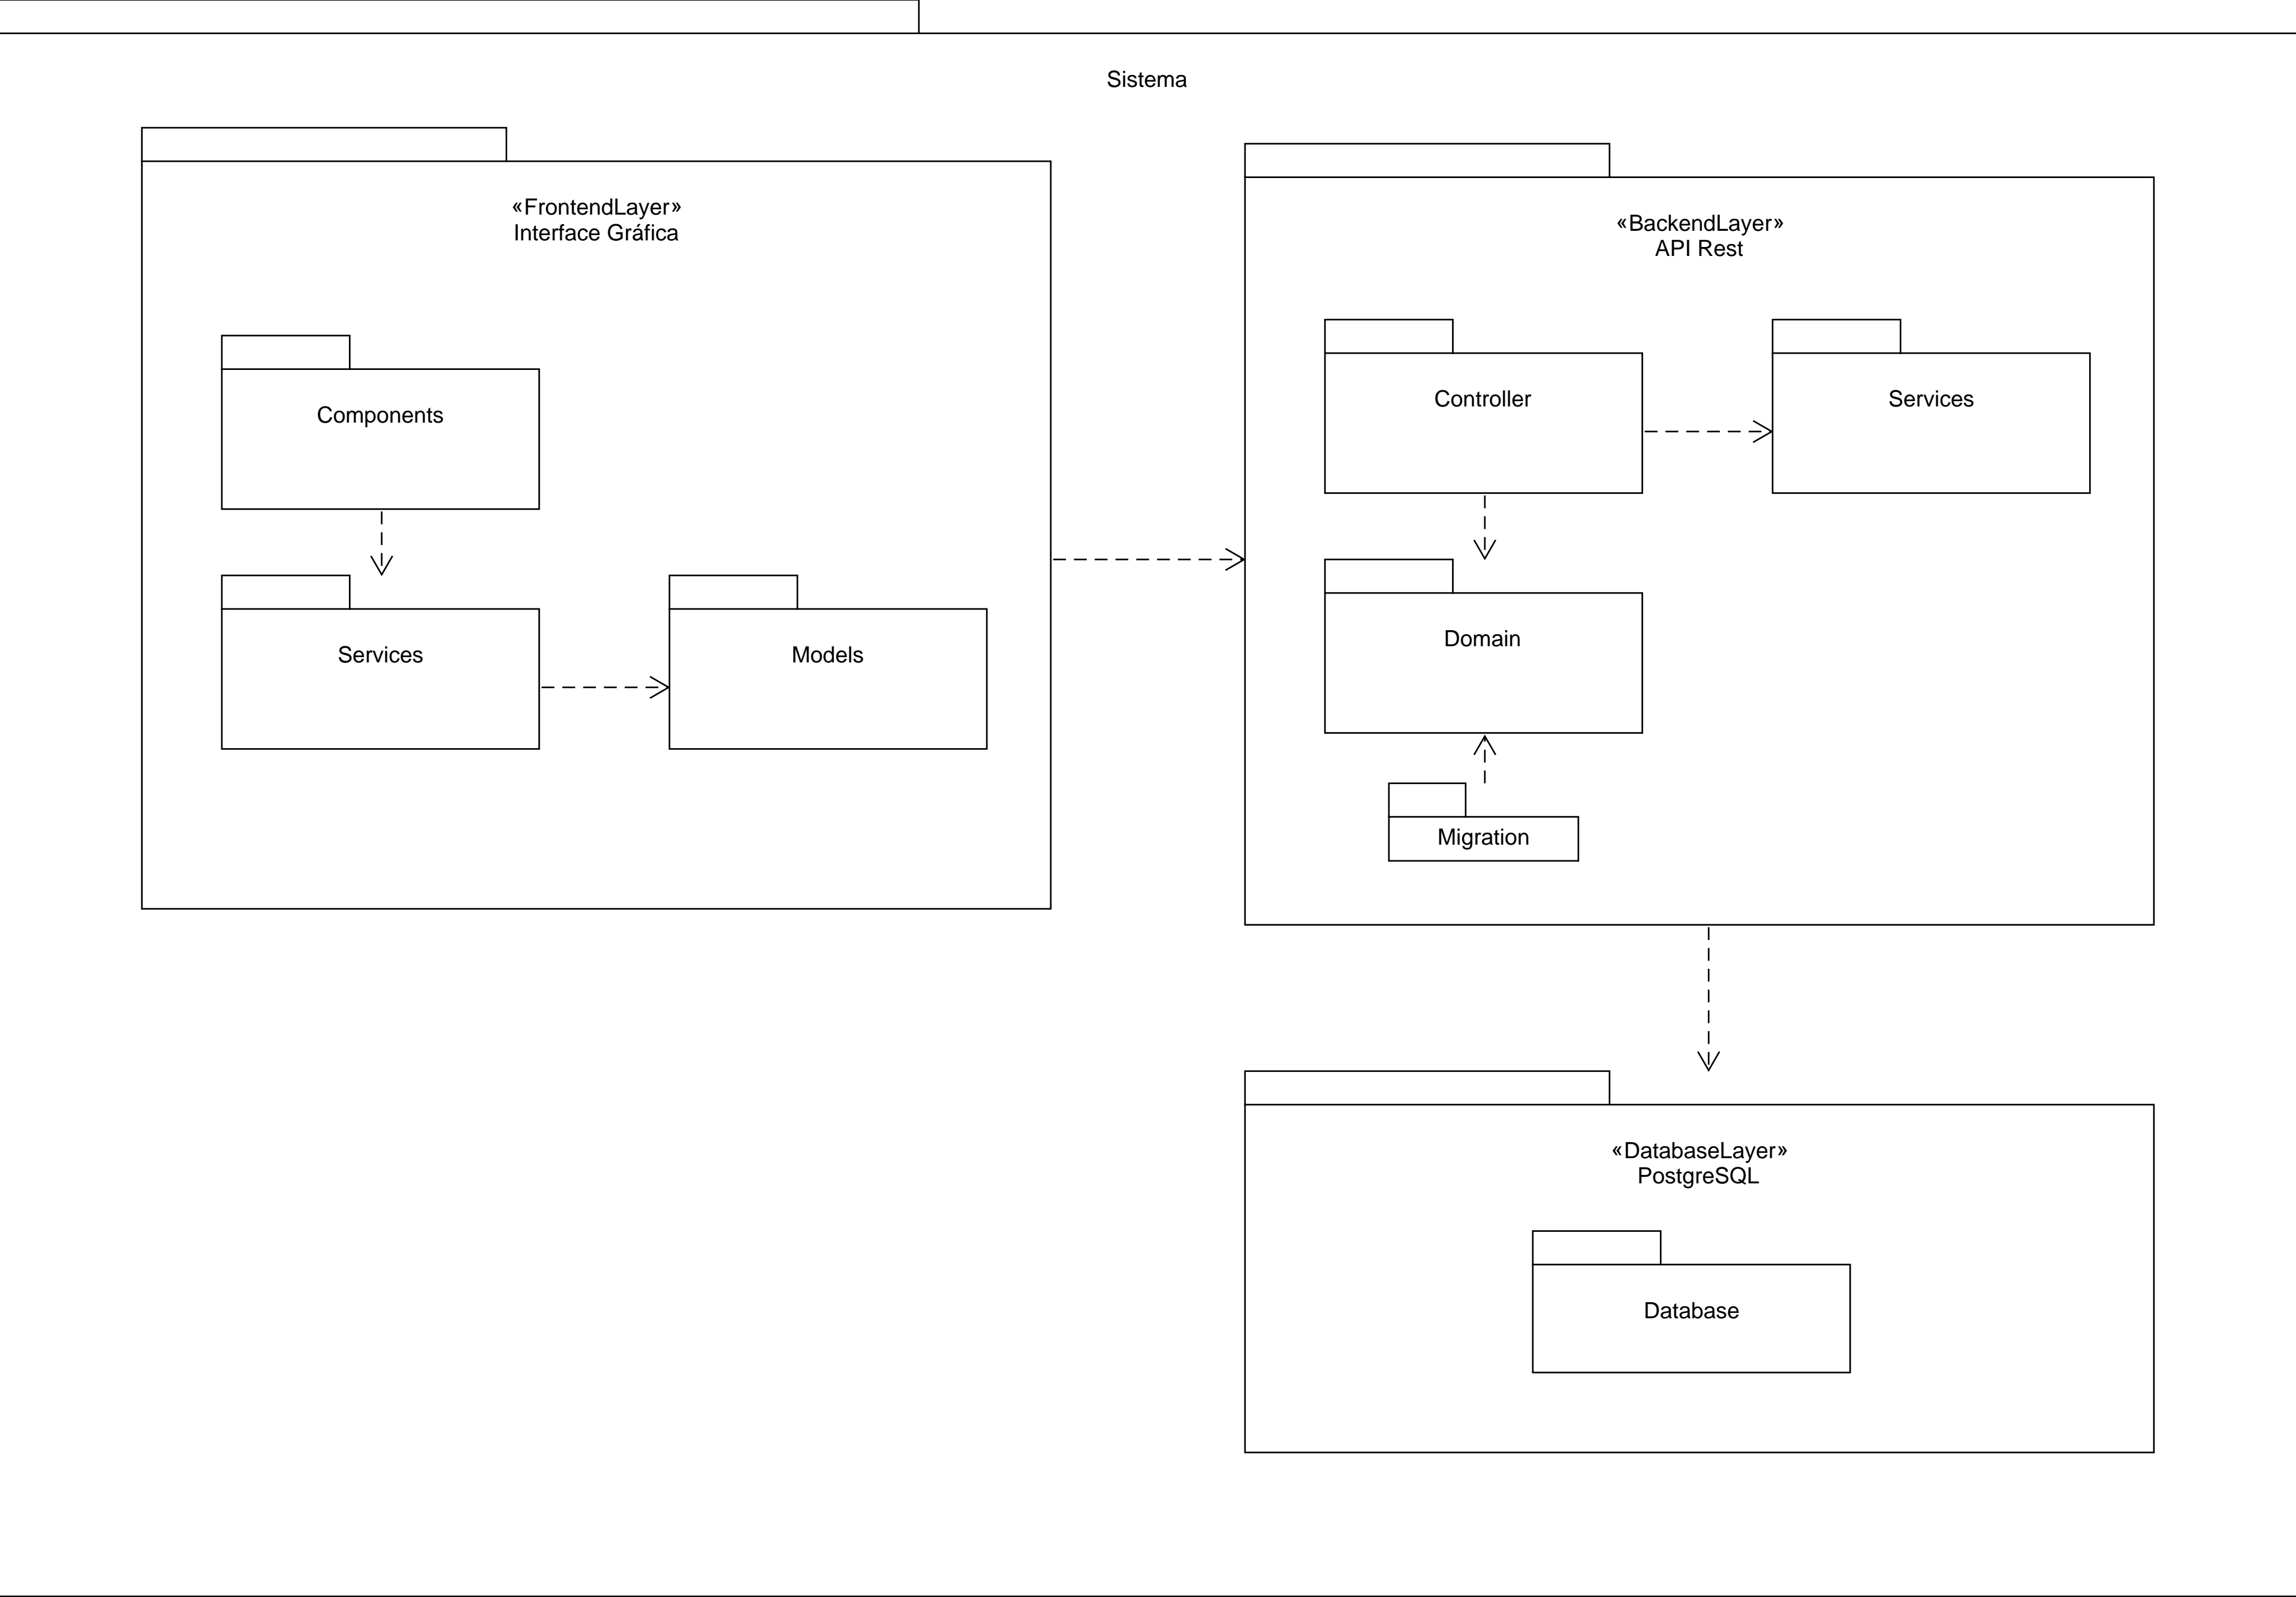 Sistema
«FrontendLayer»
Interface Gráfica
Components
Services
Models
«BackendLayer»
API Rest
Controller
Services
Domain
Migration
«DatabaseLayer»
PostgreSQL
Database